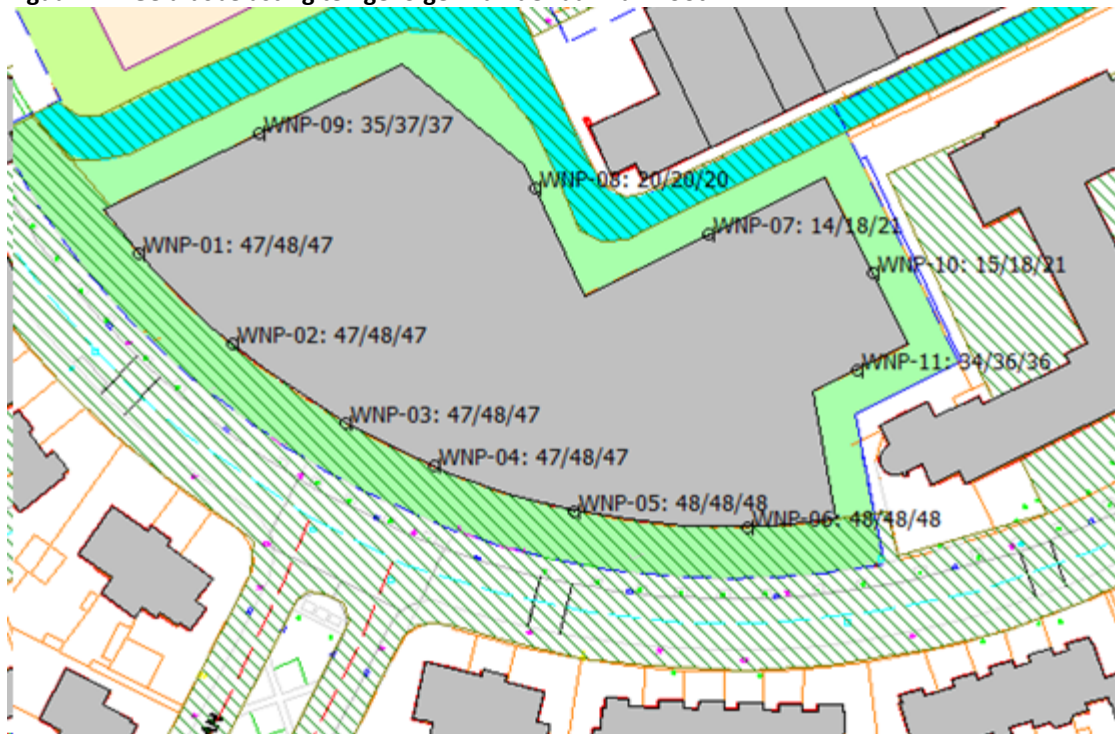 WNP-09: 35/37/37
WNP-08: 20/20/20
WNP-07: 14/18/21
WNP-01: 47/48/47
WNP-10: 15/18/21
WNP-02: 47/48/47
WNP-11: 34/36/36
WNP-03: 47/48/47
WNP-04: 47/48/47
WNP-05: 48/48/48
WNP-06: 48/48/48